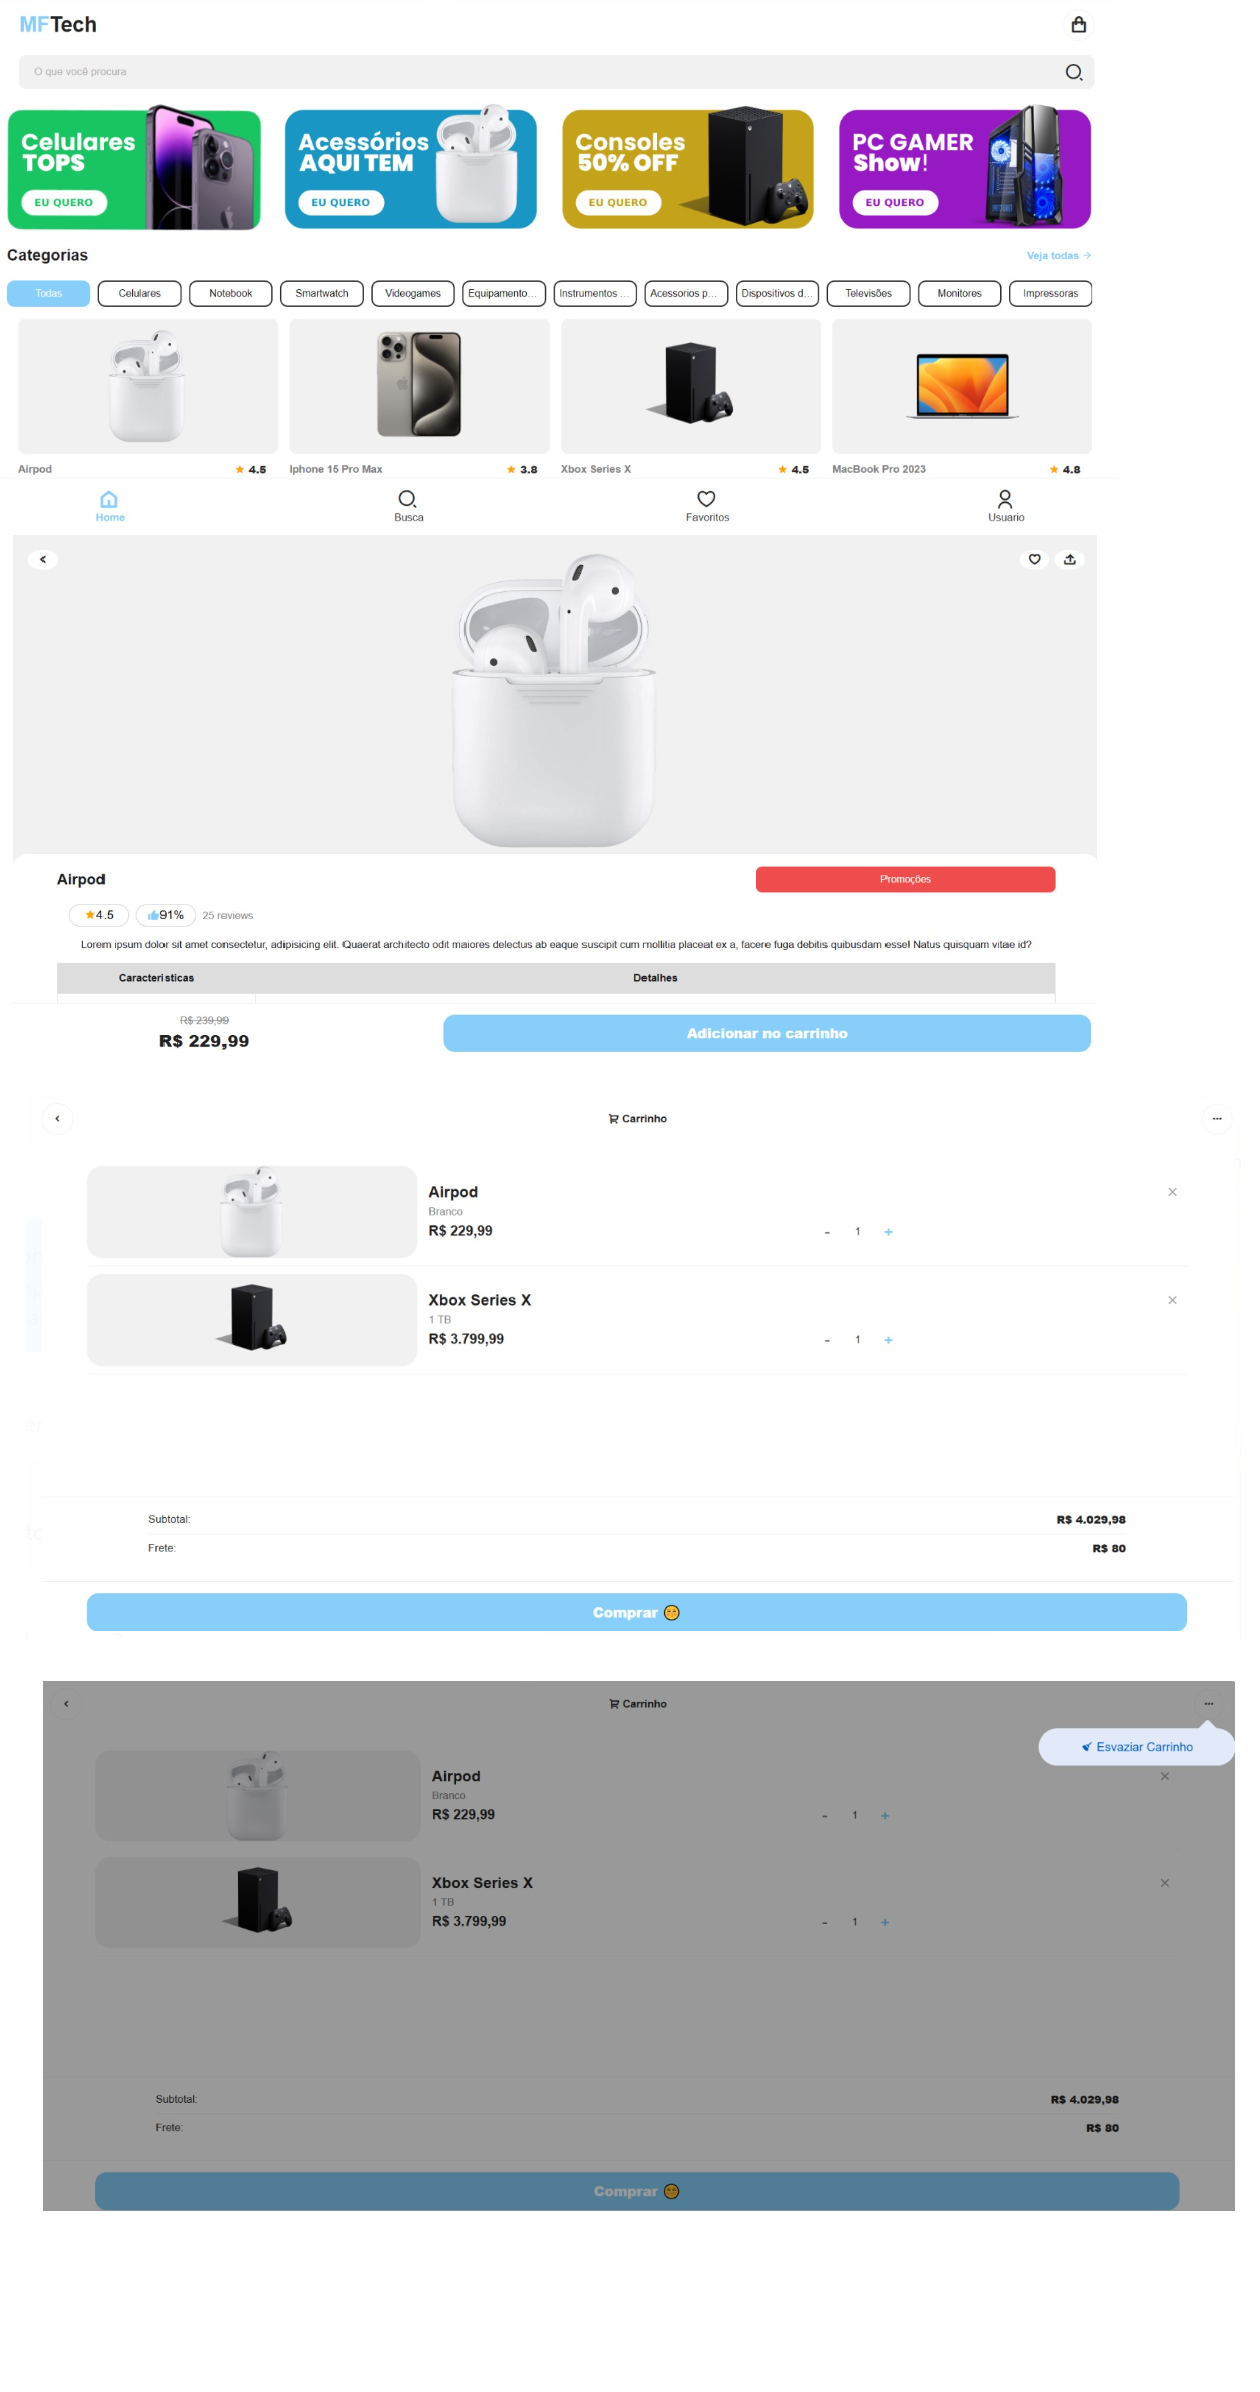 MFTech
O que você procura
Celulares
TOPS
EU QUERO
Acessórios
AQUI TEM
EU QUERO
Consoles
50% OFF
EU QUERO
PC GAMER
Show!
EU QUERO
Categorias
Veja todas →
Todas
Celulares
Notebook
Smartwatch
Videogames
Equipamento...
Instrumentos ...
Acessorios p...
Dispositivos d...
Televisões
Monitores
Impressoras
Airpod
4.5
Iphone 15 Pro Max
3.8
Xbox Series X
4.5
MacBook Pro 2023
4.8
Home
Busca
Favoritos
Usuario
Airpod
Promoções
4.5
91%
25 reviews
Lorem ipsum dolor sit amet consectetur, adipisicing elit. Quaerat architecto odit maiores delectus ab eaque suscipit cum mollitia placeat ex a, facere fuga debitis quibusdam esse! Natus quisquam vitae id?
Caracteristicas
Detalhes
R$ 239,99
R$ 229,99
Adicionar no carrinho
Carrinho
Airpod
Branco
R$ 229,99
- 1 +
Xbox Series X
1 TB
R$ 3.799,99
- 1 +
Subtotal:
R$ 4.029,98
Frete:
R$ 80
Comprar 🤭
Carrinho
Esvaziar Carrinho
Airpod
Branco
R$ 229,99
- 1 +
Xbox Series X
1 TB
R$ 3.799,99
- 1 +
Subtotal:
R$ 4.029,98
Frete:
R$ 80
Comprar 🤭